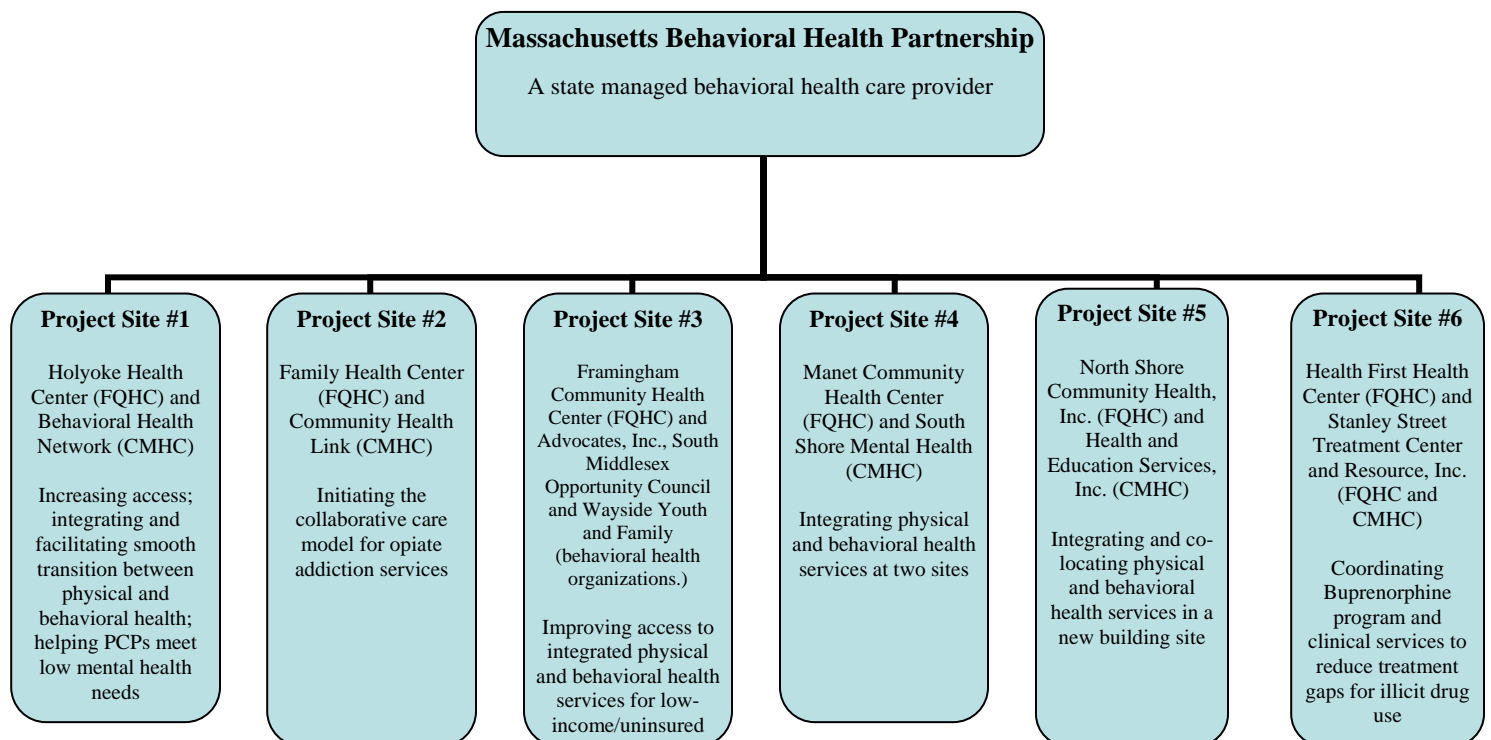 Massachusetts Behavioral Health Partnership
A state managed behavioral health care provider
Project Site #1
Holyoke Health
Center (FQHC) and
Behavioral Health
Network (CMHC)
Increasing access;
integrating and
facilitating smooth
transition between
physical and
behavioral health;
helping PCPs meet
low mental health
needs
Project Site #2
Family Health Center
(FQHC) and
Community Health
Link (CMHC)
Initiating the
collaborative care
model for opiate
addiction services
Project Site #3
Framingham
Community Health
Center (FQHC) and
Advocates, Inc., South
Middlesex
Opportunity Council
and Wayside Youth
and Family
(behavioral health
organizations.)
Improving access to
integrated physical
and behavioral health
services for low-
income/uninsured
Project Site #4
Manet Community
Health Center
(FQHC) and South
Shore Mental Health
(CMHC)
Integrating physical
and behavioral health
services at two sites
Project Site #5
North Shore
Community Health,
Inc. (FQHC) and
Health and
Education Services,
Inc. (CMHC)
Integrating and co-
locating physical
and behavioral
health services in a
new building site
Project Site #6
Health First Health
Center (FQHC) and
Stanley Street
Treatment Center
and Resource, Inc.
(FQHC and
CMHC)
Coordinating
Buprenorphine
program and
clinical services to
reduce treatment
gaps for illicit drug
use